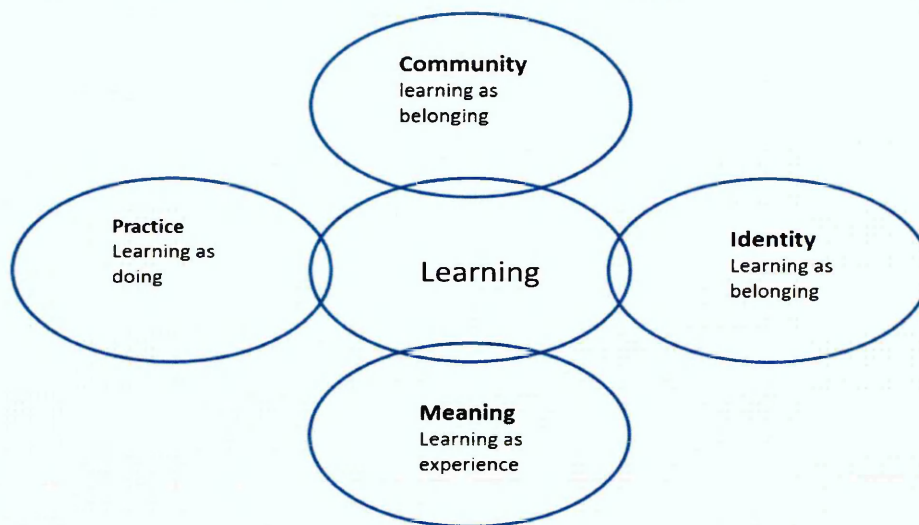 Community
learning as
belonging
Practice
Learning as
doing
Learning
Identity
Learning as
belonging
Meaning
Learning as
experience